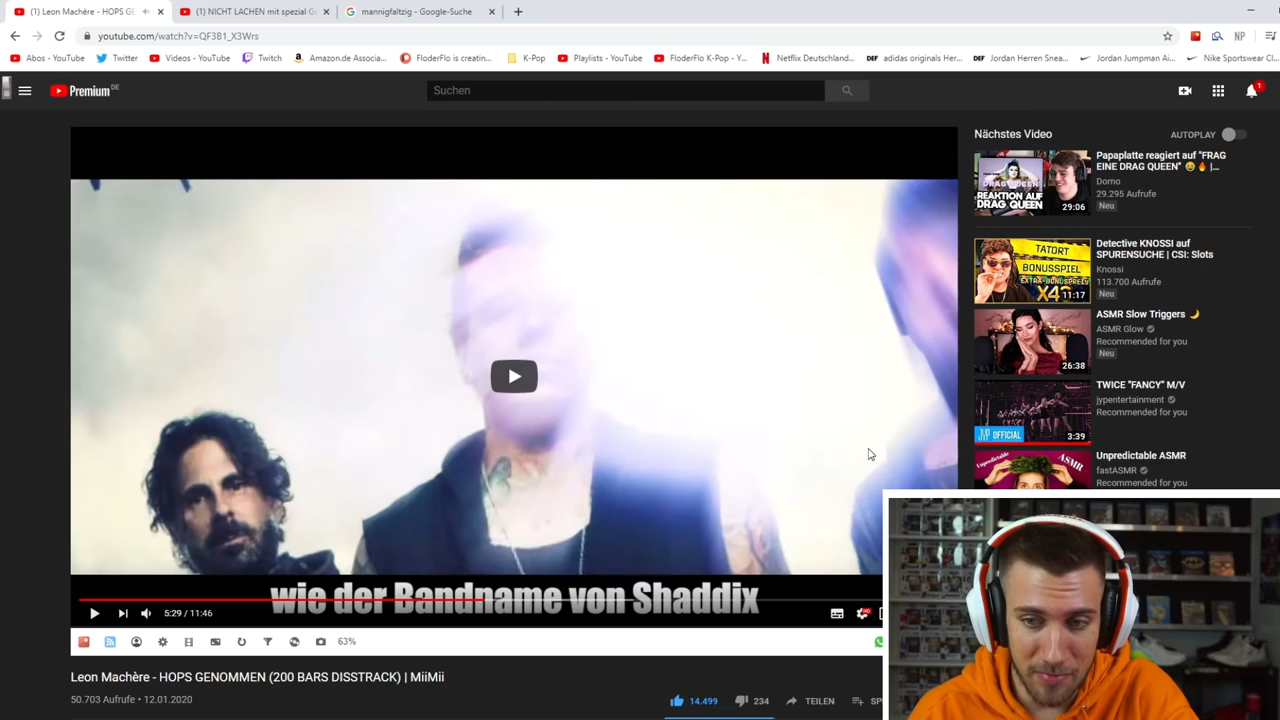 (1) Leon Machère - HOPS GE
(1) NICHT LACHEN mit spezial G
mannigfaltzig - Google-Suche
youtube.com/watch?v=QF3B1_X3Wrs
Abos - YouTube
Twitter
Videos - YouTube
Twitch
Amazon.de Associa...
FloderFlo is creatin...
K-Pop
Playlists - YouTube
FloderFlo K-Pop - Y...
Netflix Deutschland...
adidas originals Her...
Jordan Herren Snea...
Jordan Jumpman Ai...
Nike Sportswear Cl...
NP
Premium DE
Suchen
1
Nächstes Video
AUTOPLAY
Papaplatte reagiert auf "FRAG
EINE DRAG QUEEN" 😭🔥 |...
Domo
29.295 Aufrufe
Neu
REAKTION AUF
DRAG QUEEN
29:06
Detective KNOSSI auf
SPURENSUCHE | CSI: Slots
Knossi
113.700 Aufrufe
Neu
TATORT
BONUSSPIEL
11:17
ASMR Slow Triggers 🌙
ASMR Glow
Recommended for you
Neu
26:38
TWICE "FANCY" M/V
jypentertainment
Recommended for you
OFFICIAL
3:39
Unpredictable ASMR
fastASMR
Recommended for you
Unpredictable
ASMR
wie der Bandname von Shaddix
5:29 / 11:46
HD
63%
Leon Machère - HOPS GENOMMEN (200 BARS DISSTRACK) | MiiMii
50.703 Aufrufe • 12.01.2020
14.499
234
TEILEN
SP